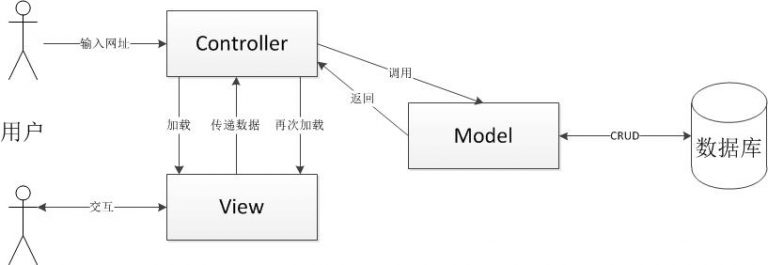 Controller
输入网址
调用
返回
加载
传递数据
再次加载
用户
Model
CRUD
数据库
交互
View